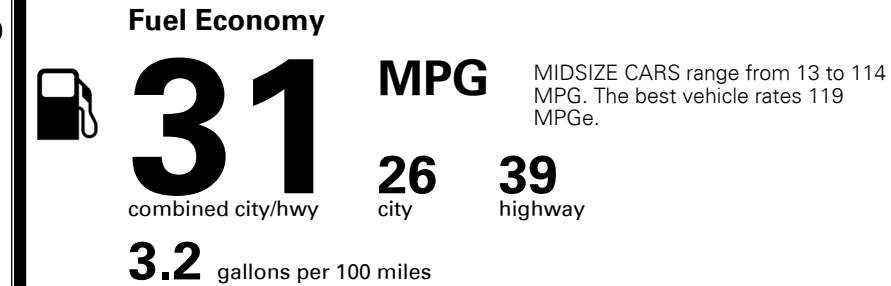 Fuel Economy
31 MPG
MIDSIZE CARS range from 13 to 114
MPG. The best vehicle rates 119
MPGe.
combined city/hwy
26
city
39
highway
3.2 gallons per 100 miles